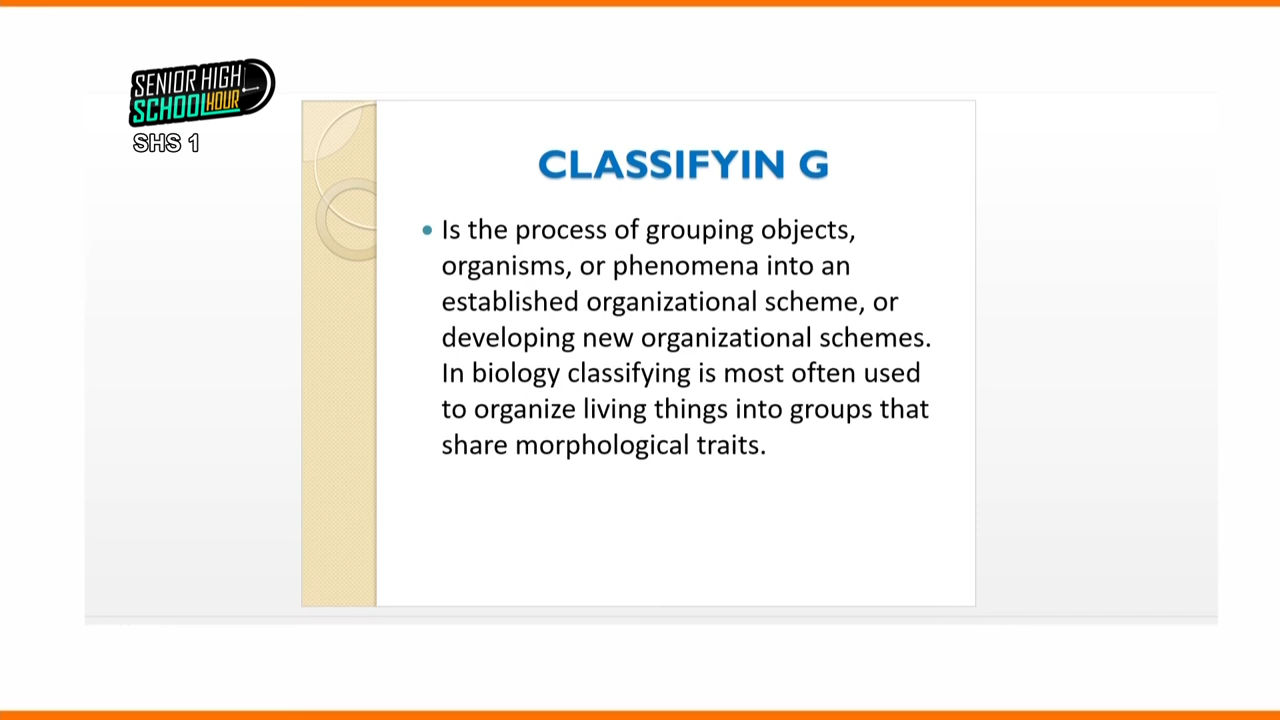 SENIOR HIGH
SCHOOL HOUR
SHS 1
CLASSIFYIN G
• Is the process of grouping objects,
organisms, or phenomena into an
established organizational scheme, or
developing new organizational schemes.
In biology classifying is most often used
to organize living things into groups that
share morphological traits.